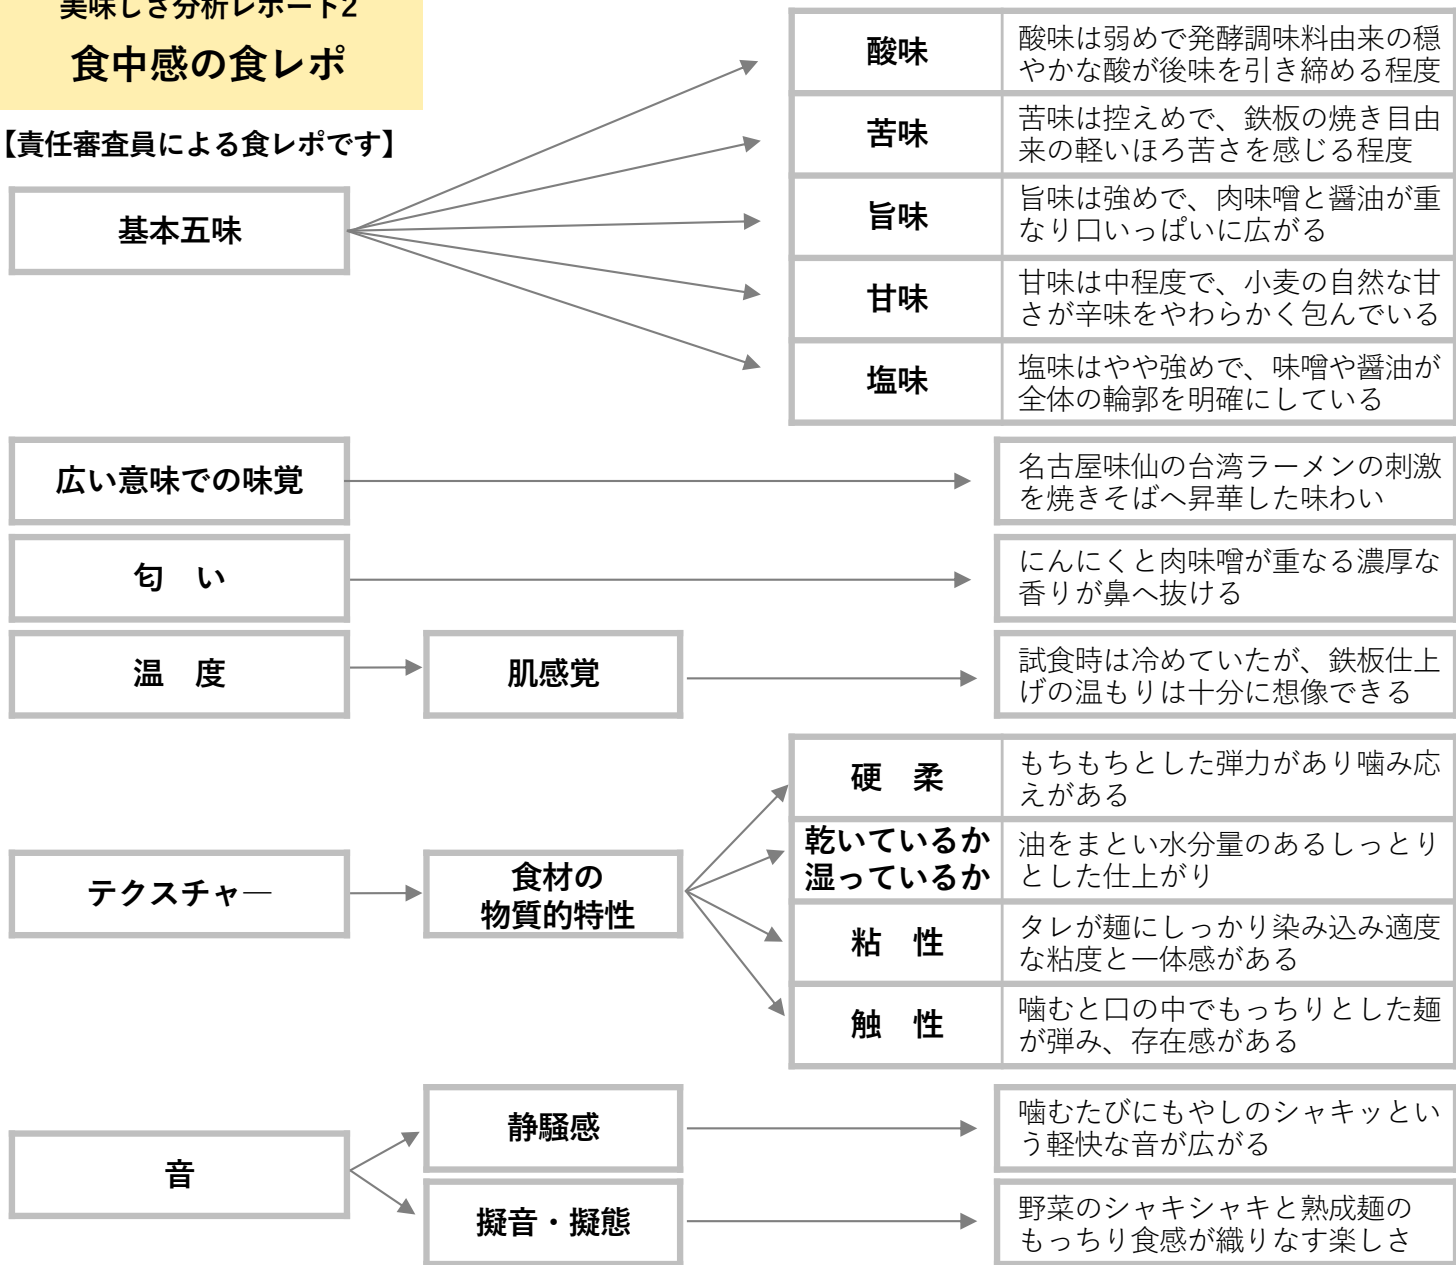 美味しさ分析レポート2
食中感の食レポ
【責任審査員による食レポです】
基本五味
酸味
酸味は弱めで発酵調味料由来の穏
やかな酸が後味を引き締める程度
苦味
苦味は控えめで、鉄板の焼き目由
来の軽いほろ苦さを感じる程度
旨味
旨味は強めで、肉味噌と醤油が重
なり口いっぱいに広がる
甘味
甘味は中程度で、小麦の自然な甘
さが辛味をやわらかく包んでいる
塩味
塩味はやや強めで、味噌や醤油が
全体の輪郭を明確にしている
広い意味での味覚
名古屋味仙の台湾ラーメンの刺激
を焼きそばへ昇華した味わい
匂　い
にんにくと肉味噌が重なる濃厚な
香りが鼻へ抜ける
温　度
肌感覚
試食時は冷めていたが、鉄板仕上
げの温もりは十分に想像できる
テクスチャ―
食材の
物質的特性
硬　柔
もちもちとした弾力があり噛み応
えがある
乾いているか
湿っているか
油をまとい水分量のあるしっとり
とした仕上がり
粘　性
タレが麺にしっかり染み込み適度
な粘度と一体感がある
触　性
噛むと口の中でもっちりとした麺
が弾み、存在感がある
音
静騒感
噛むたびにもやしのシャキッとい
う軽快な音が広がる
擬音・擬態
野菜のシャキシャキと熟成麺の
もっちり食感が織りなす楽しさ